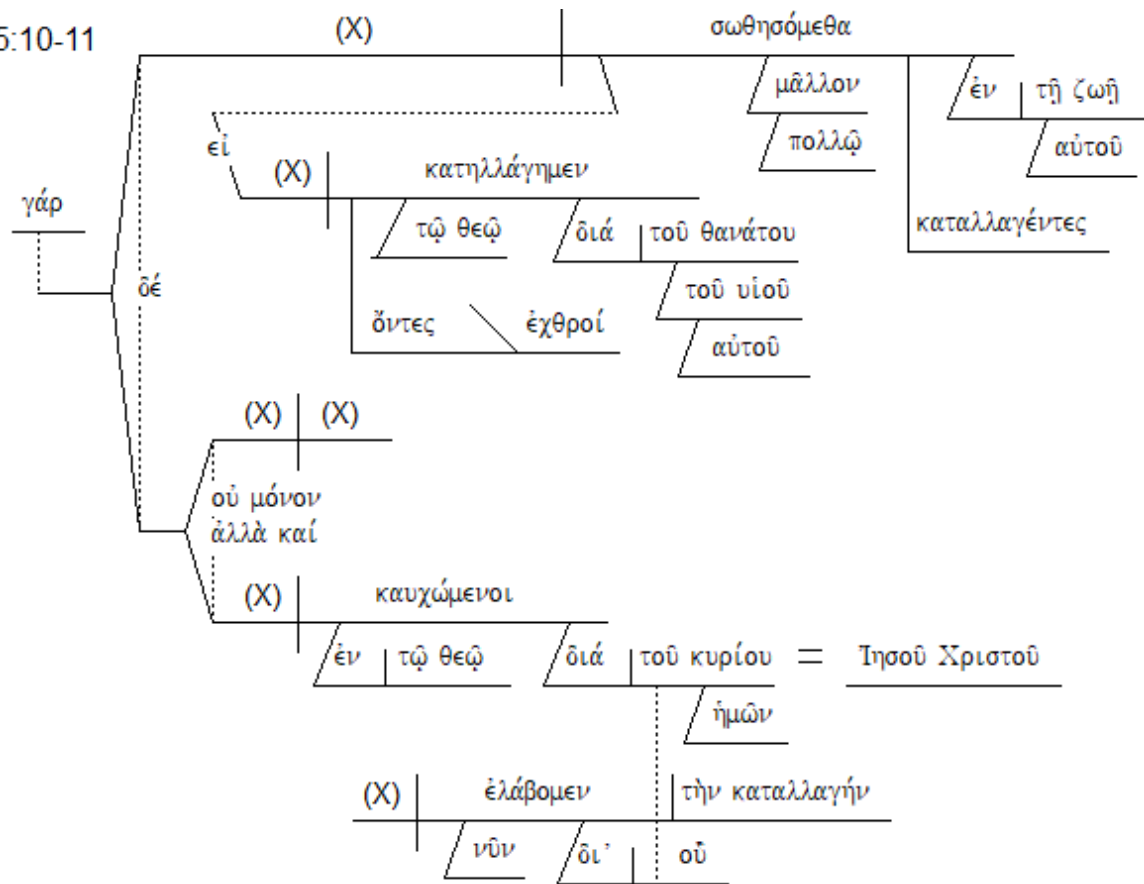 5:10-11
(X) σωθησόμεθα
μᾶλλον ἐν τῇ ζωῇ
πολλῷ αὐτοῦ
εἰ
(X) κατηλλάγημεν
γάρ
τῷ θεῷ διά τοῦ θανάτου καταλλαγέντες
δέ
τοῦ υἱοῦ
ὄντες ἐχθροί
αὐτοῦ
(X) (X)
οὐ μόνον
ἀλλὰ καί
(X) καυχώμενοι
ἐν τῷ θεῷ διά τοῦ κυρίου = Ἰησοῦ Χριστοῦ
ἡμῶν
(X) ἐλάβομεν τὴν καταλλαγήν
νῦν δι᾽ οὗ